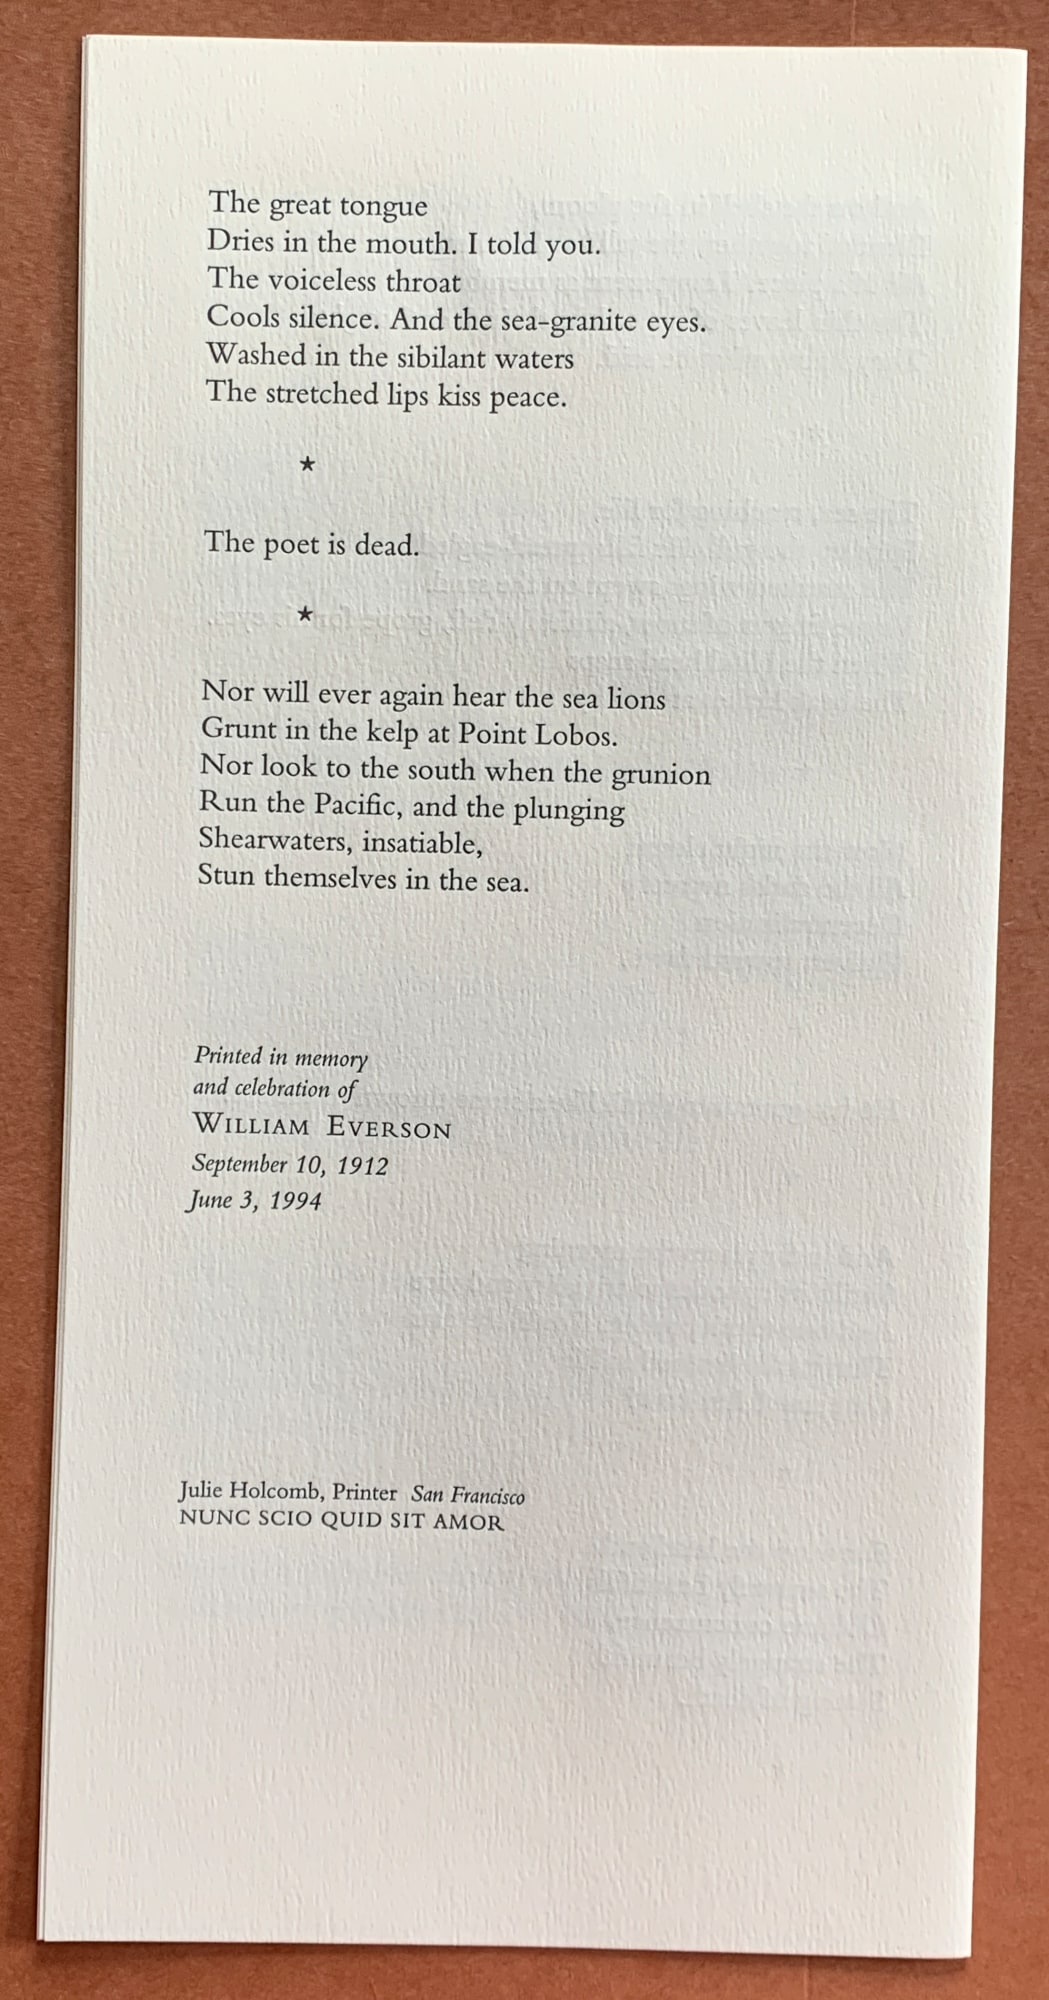 The great tongue
Dries in the mouth. I told you.
The voiceless throat
Cools silence. And the sea-granite eyes.
Washed in the sibilant waters
The stretched lips kiss peace.
★
The poet is dead.
★
Nor will ever again hear the sea lions
Grunt in the kelp at Point Lobos.
Nor look to the south when the grunion
Run the Pacific, and the plunging
Shearwaters, insatiable,
Stun themselves in the sea.
Printed in memory
and celebration of
WILLIAM EVERSON
September 10, 1912
June 3, 1994
Julie Holcomb, Printer San Francisco
NUNC SCIO QUID SIT AMOR